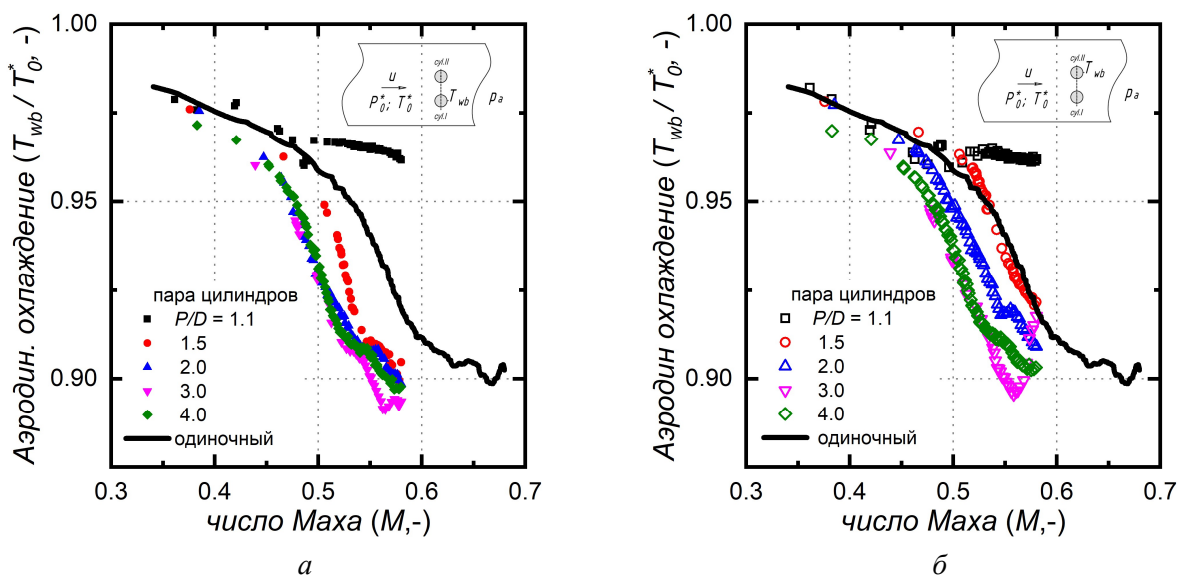 Аэродин. охлаждение (T_wb / T_0^*, -)
1.00
0.95
0.90
cyl.II
u
P_0^*; T_0^*
T_wb
p_a
cyl.I
пара цилиндров
P/D = 1.1
1.5
2.0
3.0
4.0
одиночный
0.3 0.4 0.5 0.6 0.7
число Маха (M,-)
а
Аэродин охлаждение (T_wb / T_0^*, -)
1.00
0.95
0.90
cyl.II
u
P_0^*; T_0^*
T_wb
p_a
cyl.I
пара цилиндров
P/D = 1.1
1.5
2.0
3.0
4.0
одиночный
0.3 0.4 0.5 0.6 0.7
число Маха (M,-)
б